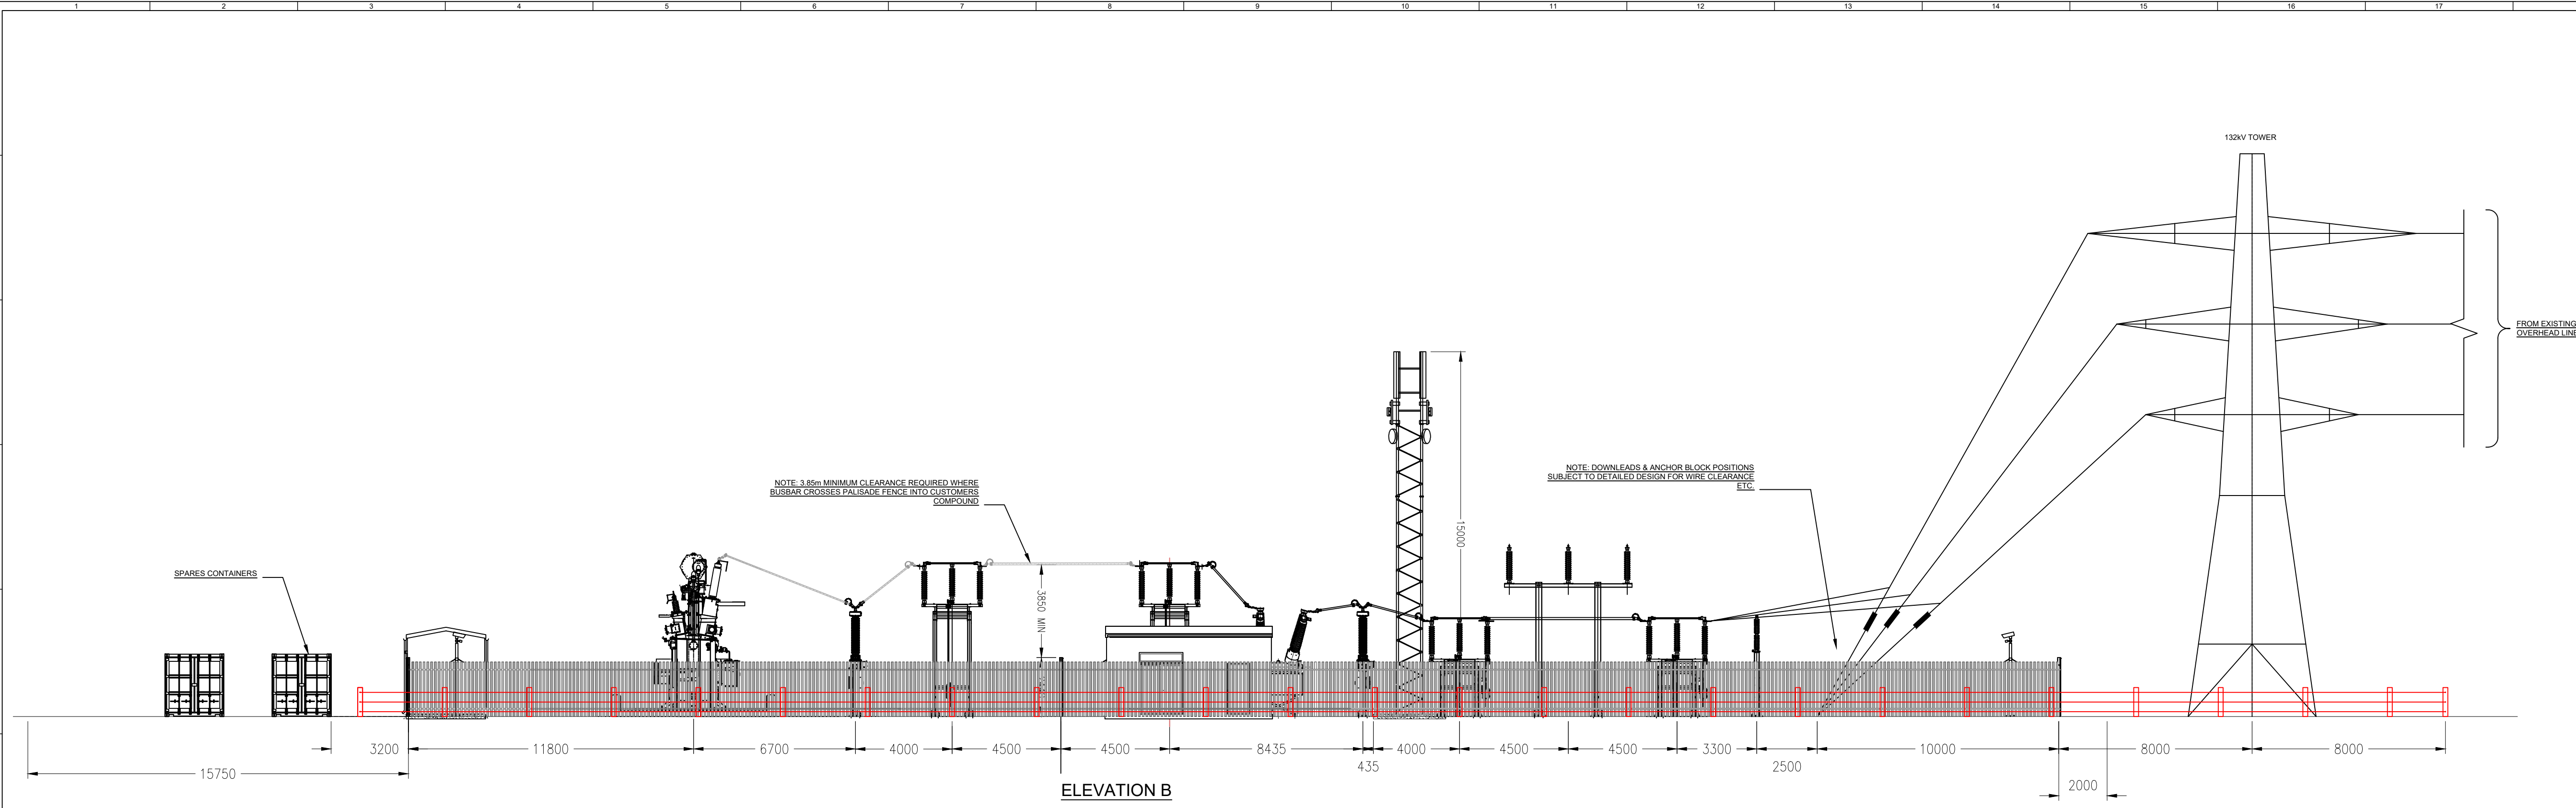 1 2 3 4 5 6 7 8 9 10 11 12 13 14 15 16 17
132kV TOWER
FROM EXISTING
NOTE: 3.85m MINIMUM CLEARANCE REQUIRED WHERE
BUSBAR CROSSES PALISADE FENCE INTO CUSTOMERS
COMPOUND
NOTE: DOWNLEADS & ANCHOR BLOCK POSITIONS
SUBJECT TO DETAILED DESIGN FOR WIRE CLEARANCE
ETC.
15000
SPARES CONTAINERS
3850 MIN
3200 11800 6700 4000 4500 4500 8435 4000 4500 4500 3300 10000 8000 8000
435 2500
15750
2000
ELEVATION B